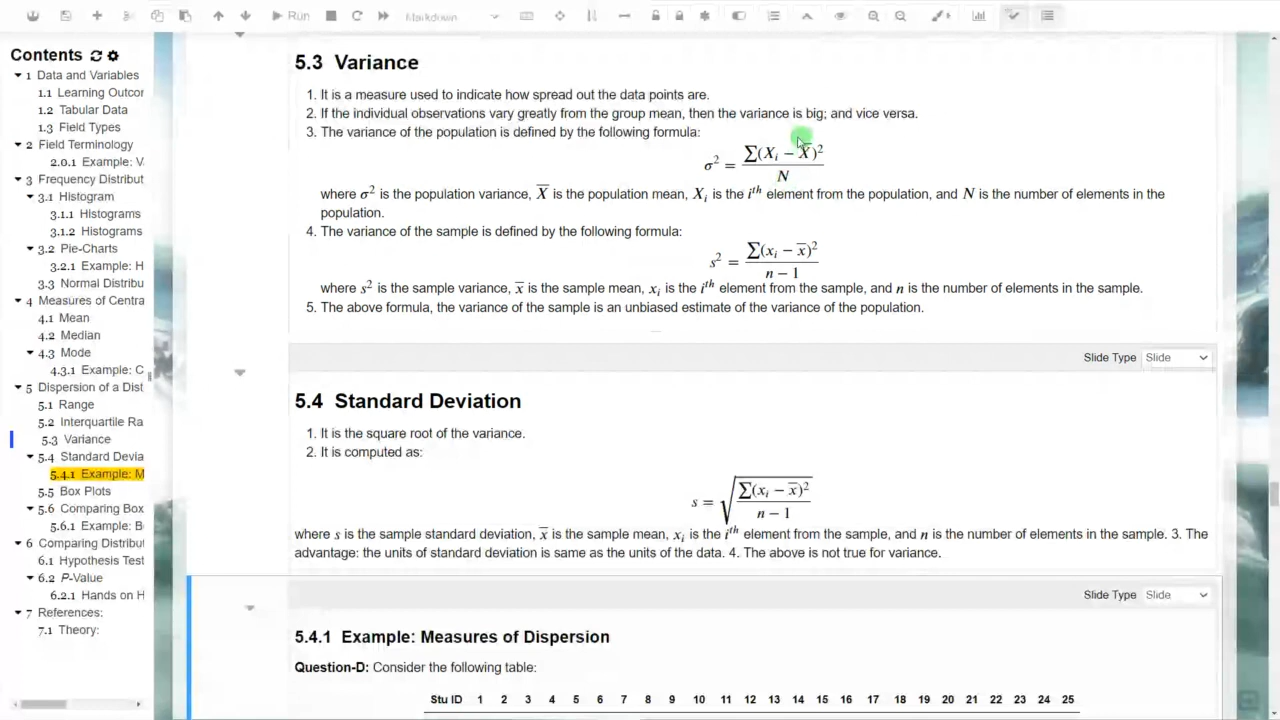 Run
Markdown
Contents
1 Data and Variables
1.1 Learning Outcor
1.2 Tabular Data
1.3 Field Types
2 Field Terminology
2.0.1 Example: V
3 Frequency Distribut
3.1 Histogram
3.1.1 Histograms
3.1.2 Histograms
3.2 Pie-Charts
3.2.1 Example: H
3.3 Normal Distribu
4 Measures of Centra
4.1 Mean
4.2 Median
4.3 Mode
4.3.1 Example: C
5 Dispersion of a Dist
5.1 Range
5.2 Interquartile Ra
5.3 Variance
5.4 Standard Devia
5.4.1 Example: M
5.5 Box Plots
5.6 Comparing Box
5.6.1 Example: B
6 Comparing Distribu
6.1 Hypothesis Test
6.2 P-Value
6.2.1 Hands on H
7 References:
7.1 Theory:
5.3 Variance
1. It is a measure used to indicate how spread out the data points are.
2. If the individual observations vary greatly from the group mean, then the variance is big; and vice versa.
3. The variance of the population is defined by the following formula:
σ² = ∑(Xᵢ − X̅)² / N
where σ² is the population variance, X̅ is the population mean, Xᵢ is the iᵗʰ element from the population, and N is the number of elements in the
population.
4. The variance of the sample is defined by the following formula:
s² = ∑(xᵢ − x̅)² / n − 1
where s² is the sample variance, x̅ is the sample mean, xᵢ is the iᵗʰ element from the sample, and n is the number of elements in the sample.
5. The above formula, the variance of the sample is an unbiased estimate of the variance of the population.
Slide Type Slide
5.4 Standard Deviation
1. It is the square root of the variance.
2. It is computed as:
s = √(∑(xᵢ − x̅)² / n − 1)
where s is the sample standard deviation, x̅ is the sample mean, xᵢ is the iᵗʰ element from the sample, and n is the number of elements in the sample. 3. The
advantage: the units of standard deviation is same as the units of the data. 4. The above is not true for variance.
Slide Type Slide
5.4.1 Example: Measures of Dispersion
Question-D: Consider the following table:
Stu ID 1 2 3 4 5 6 7 8 9 10 11 12 13 14 15 16 17 18 19 20 21 22 23 24 25